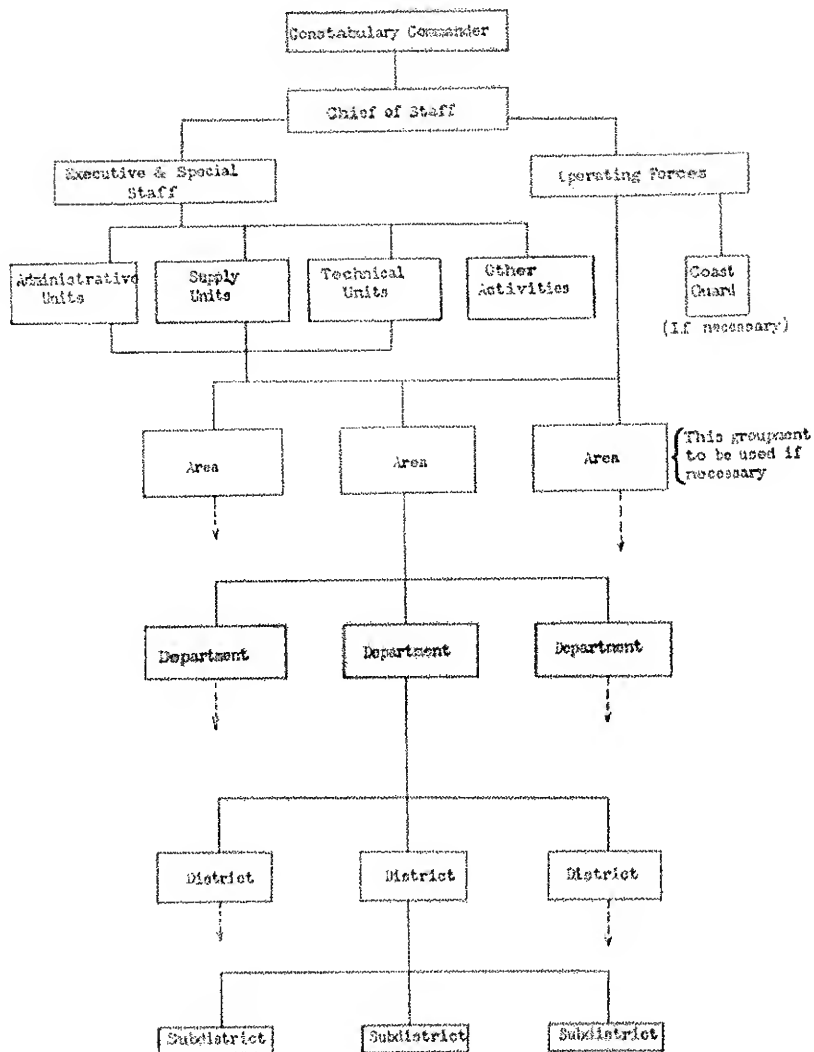 Constabulary Commander
Chief of Staff
Executive & Special
Staff
Operating Forces
Administrative
Units
Supply
Units
Technical
Units
Other
Activities
Coast
Guard
(If necessary)
Area
Area
Area
This groupment
to be used if
necessary
Department
Department
Department
District
District
District
Subdistrict
Subdistrict
Subdistrict